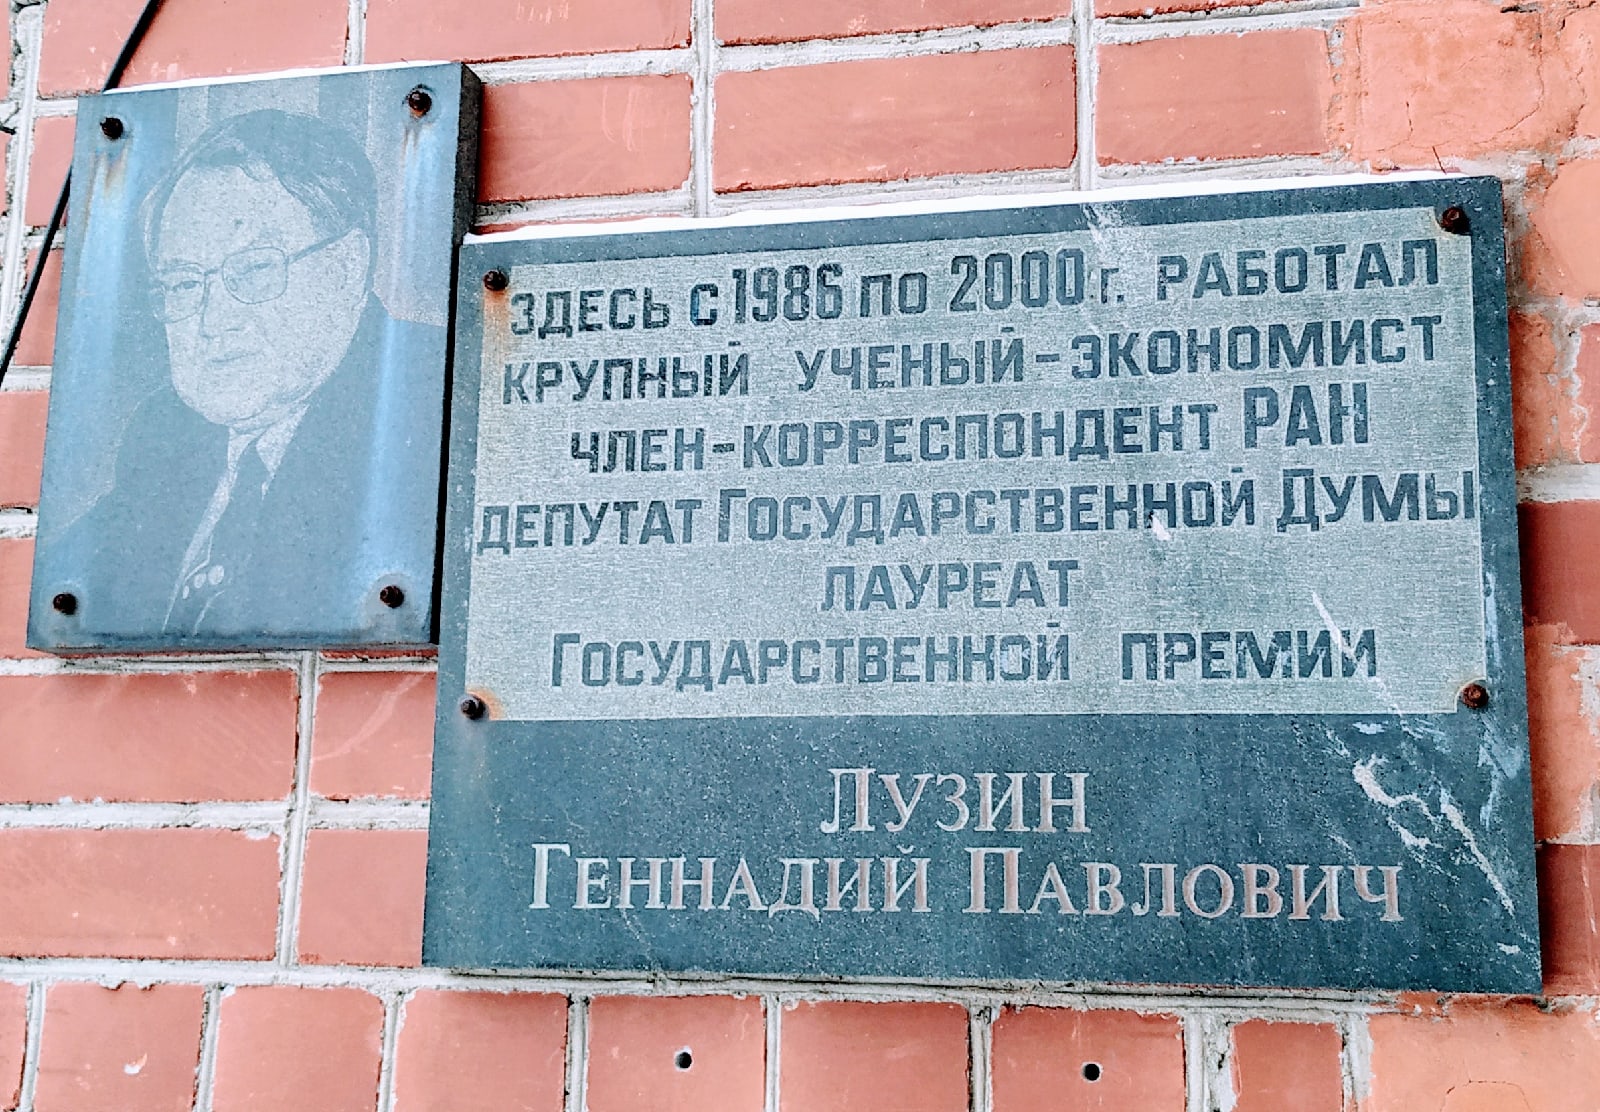 ЗДЕСЬ С 1986 ПО 2000 Г. РАБОТАЛ
КРУПНЫЙ УЧЕНЫЙ-ЭКОНОМИСТ
ЧЛЕН-КОРРЕСПОНДЕНТ РАН
ДЕПУТАТ ГОСУДАРСТВЕННОЙ ДУМЫ
ЛАУРЕАТ
ГОСУДАРСТВЕННОЙ ПРЕМИИ
ЛУЗИН
ГЕННАДИЙ ПАВЛОВИЧ